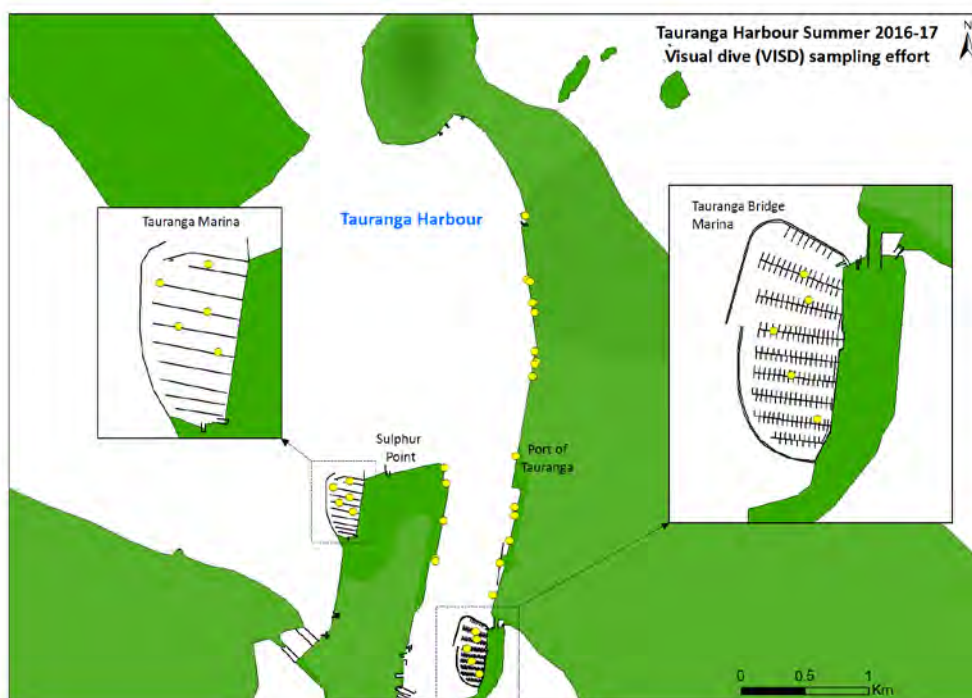 Tauranga Harbour Summer 2016-17
Visual dive (VISD) sampling effort
N
Tauranga Marina
Tauranga Harbour
Tauranga Bridge
Marina
Sulphur
Point
Port of
Tauranga
0 0.5 1
Km